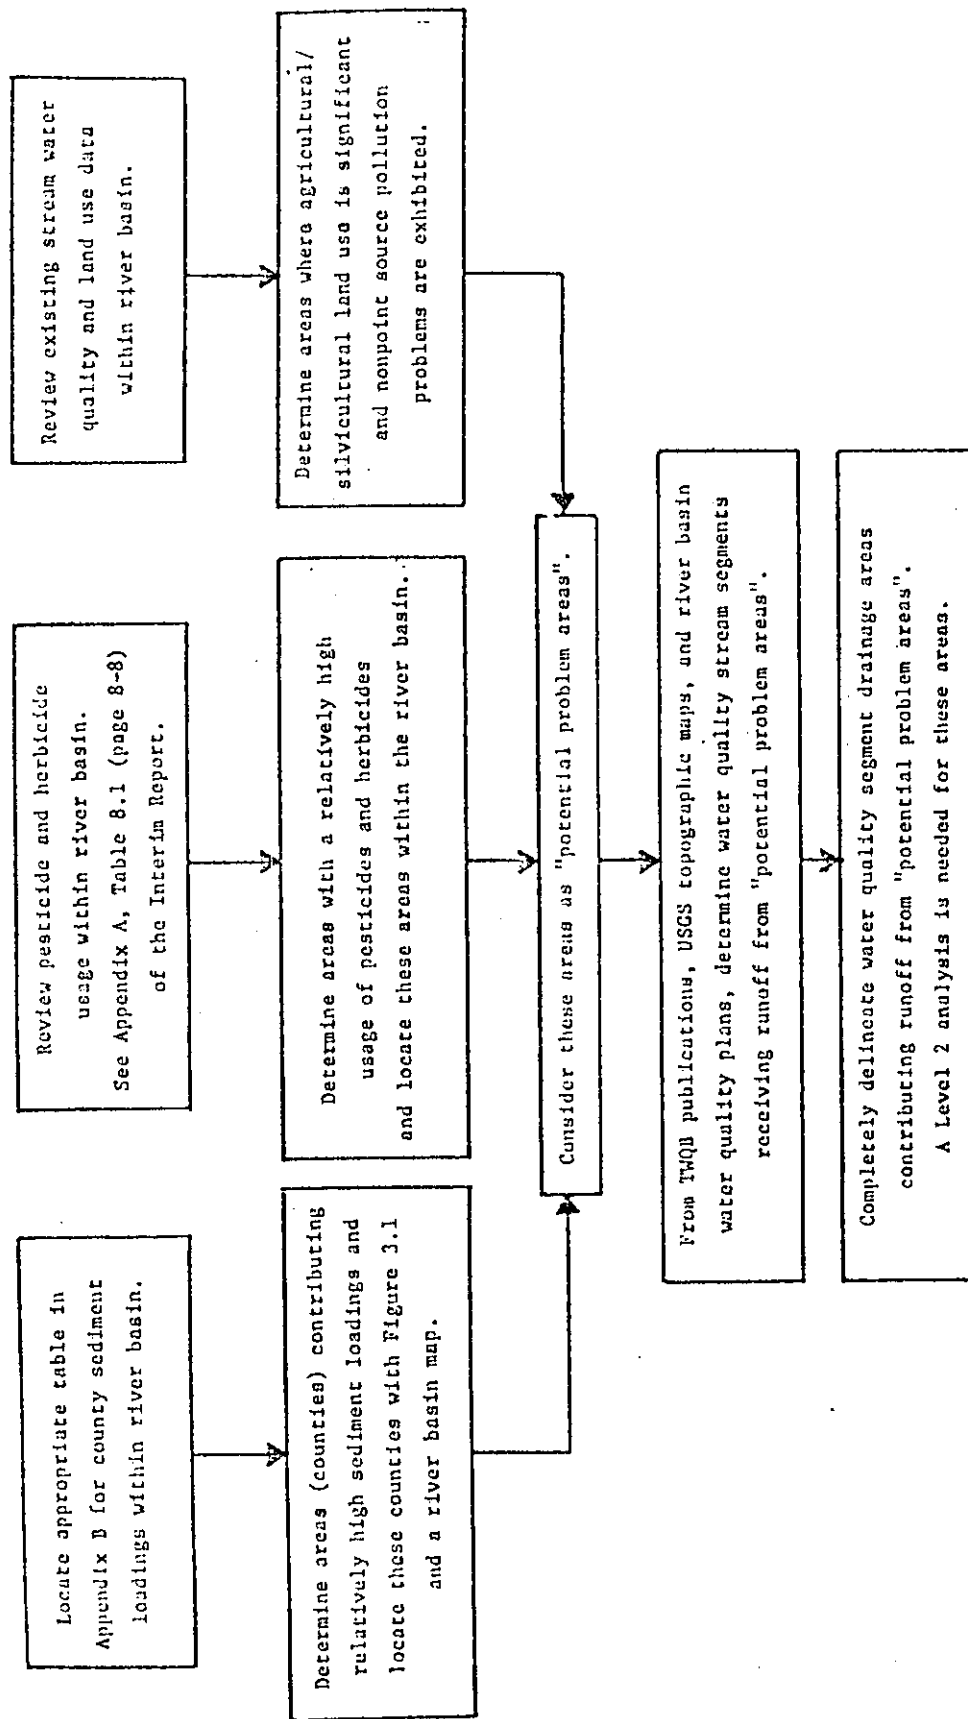 Locate appropriate table in
Appendix B for county sediment
loadings within river basin.
Review pesticide and herbicide
usage within river basin.
See Appendix A, Table 8.1 (page 8-8)
of the Interim Report.
Review existing stream water
quality and land use data
within river basin.
Determine areas (counties) contributing
relatively high sediment loadings and
locate these counties with Figure 3.1
and a river basin map.
Determine areas with a relatively high
usage of pesticides and herbicides
and locate these areas within the river basin.
Determine areas where agricultural/
silvicultural land use is significant
and nonpoint source pollution
problems are exhibited.
Consider these areas as "potential problem areas".
From TWQB publications, USGS topographic maps, and river basin
water quality plans, determine water quality stream segments
receiving runoff from "potential problem areas".
Completely delineate water quality segment drainage areas
contributing runoff from "potential problem areas".
A Level 2 analysis is needed for these areas.